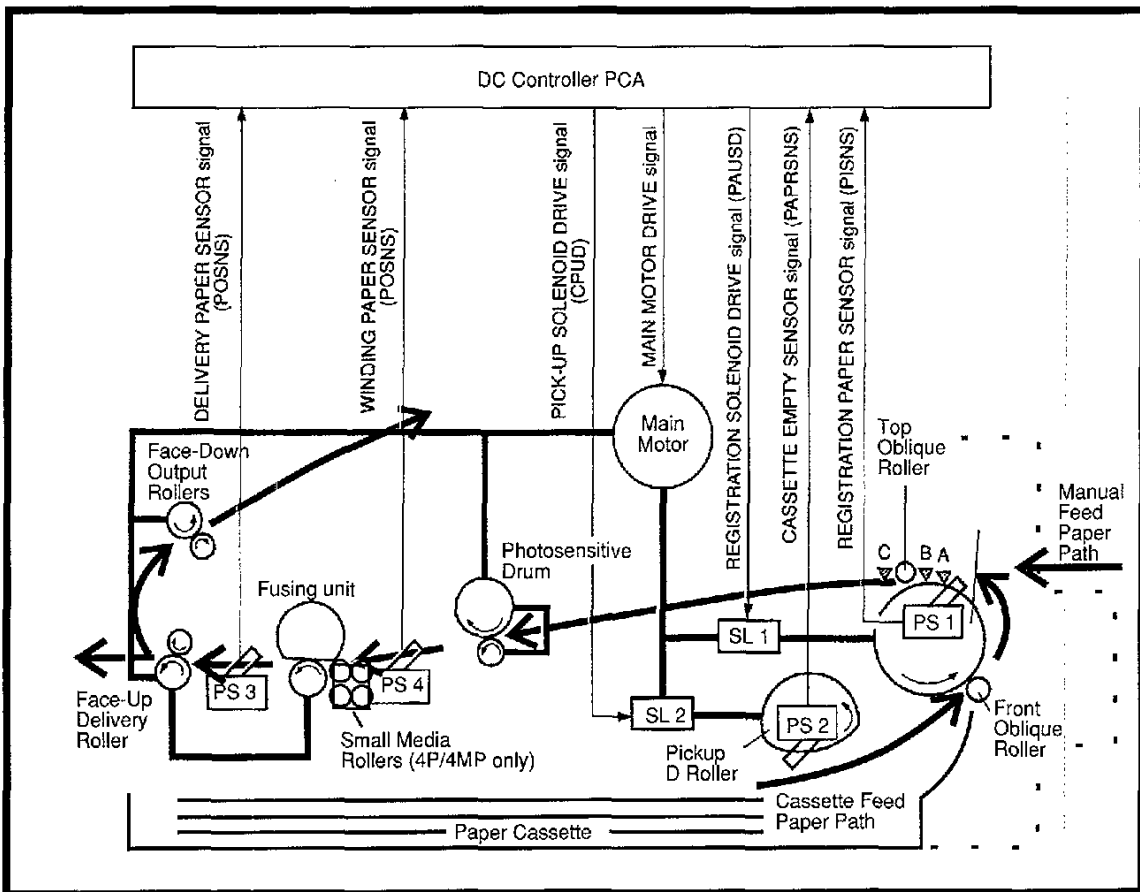 DC Controller PCA
DELIVERY PAPER SENSOR signal
(POSNS)
WINDING PAPER SENSOR signal
(POSNS)
PICK-UP SOLENOID DRIVE signal
(CPUD)
MAIN MOTOR DRIVE signal
REGISTRATION SOLENOID DRIVE signal (PAUSD)
CASSETTE EMPTY SENSOR signal (PAPRSNS)
REGISTRATION PAPER SENSOR signal (PISNS)
Main
Motor
Top
Oblique
Roller
Face-Down
Output
Rollers
Manual
Feed
Paper
Path
C B A
Photosensitive
Drum
Fusing unit
PS 1
SL 1
PS 3
PS 4
SL 2
PS 2
Face-Up
Delivery
Roller
Small Media
Rollers (4P/4MP only)
Pickup
D Roller
Front
Oblique
Roller
Cassette Feed
Paper Path
Paper Cassette